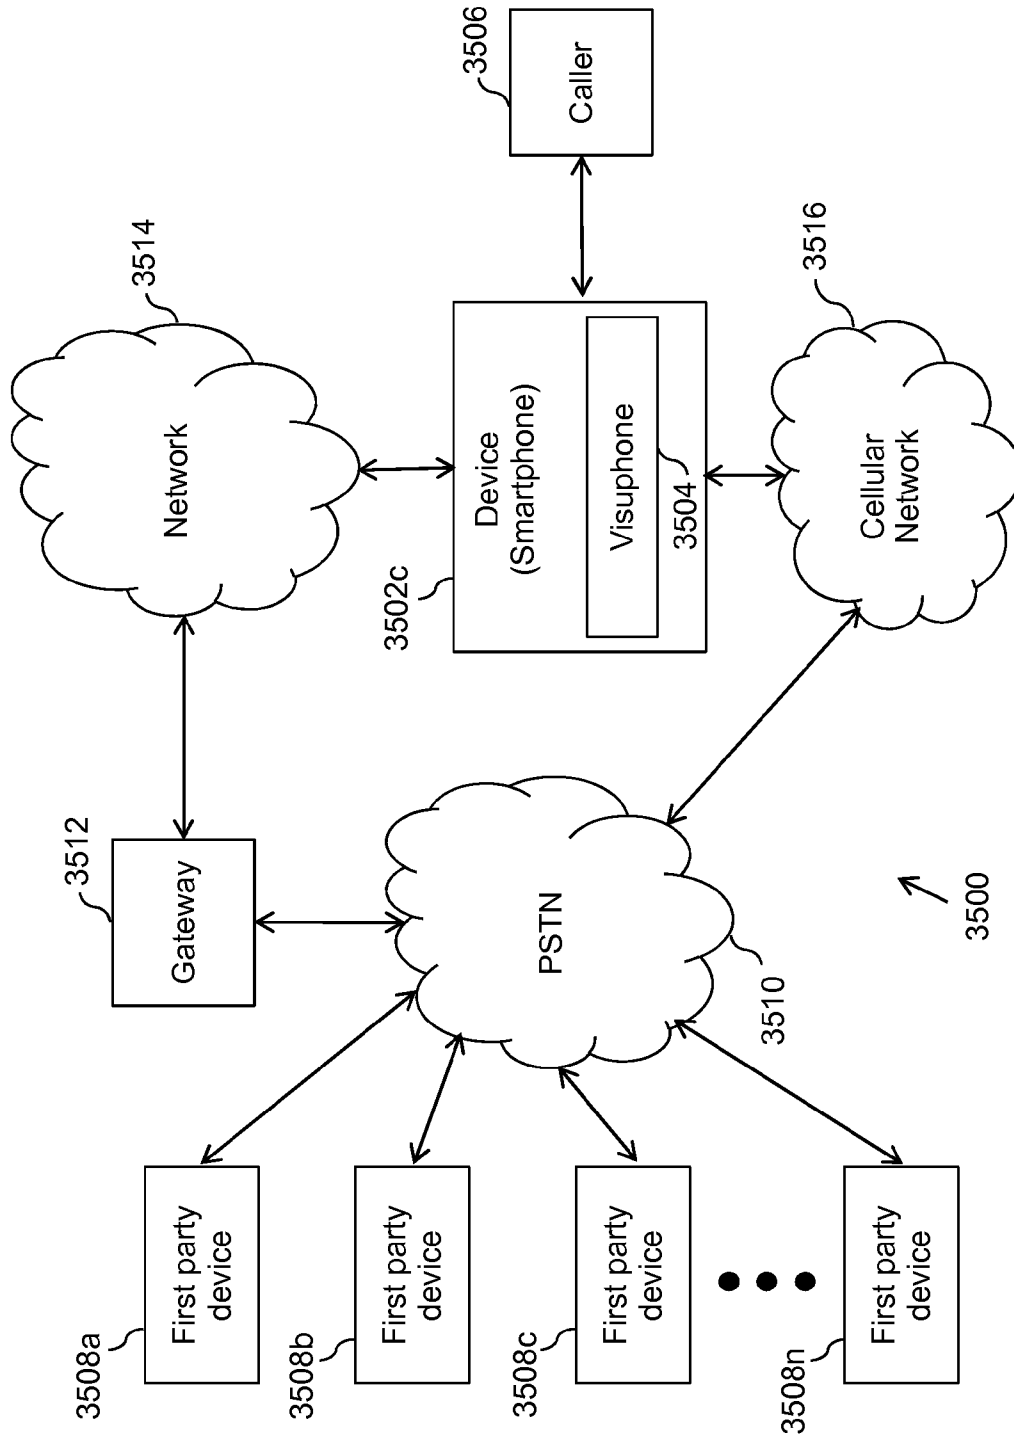 3508a
First party
device
3508b
First party
device
3508c
First party
device
3508n
First party
device
3512
Gateway
PSTN
3510
3500
3514
Network
3502c
Device
(Smartphone)
Visuphone
3504
3506
Caller
3516
Cellular
Network